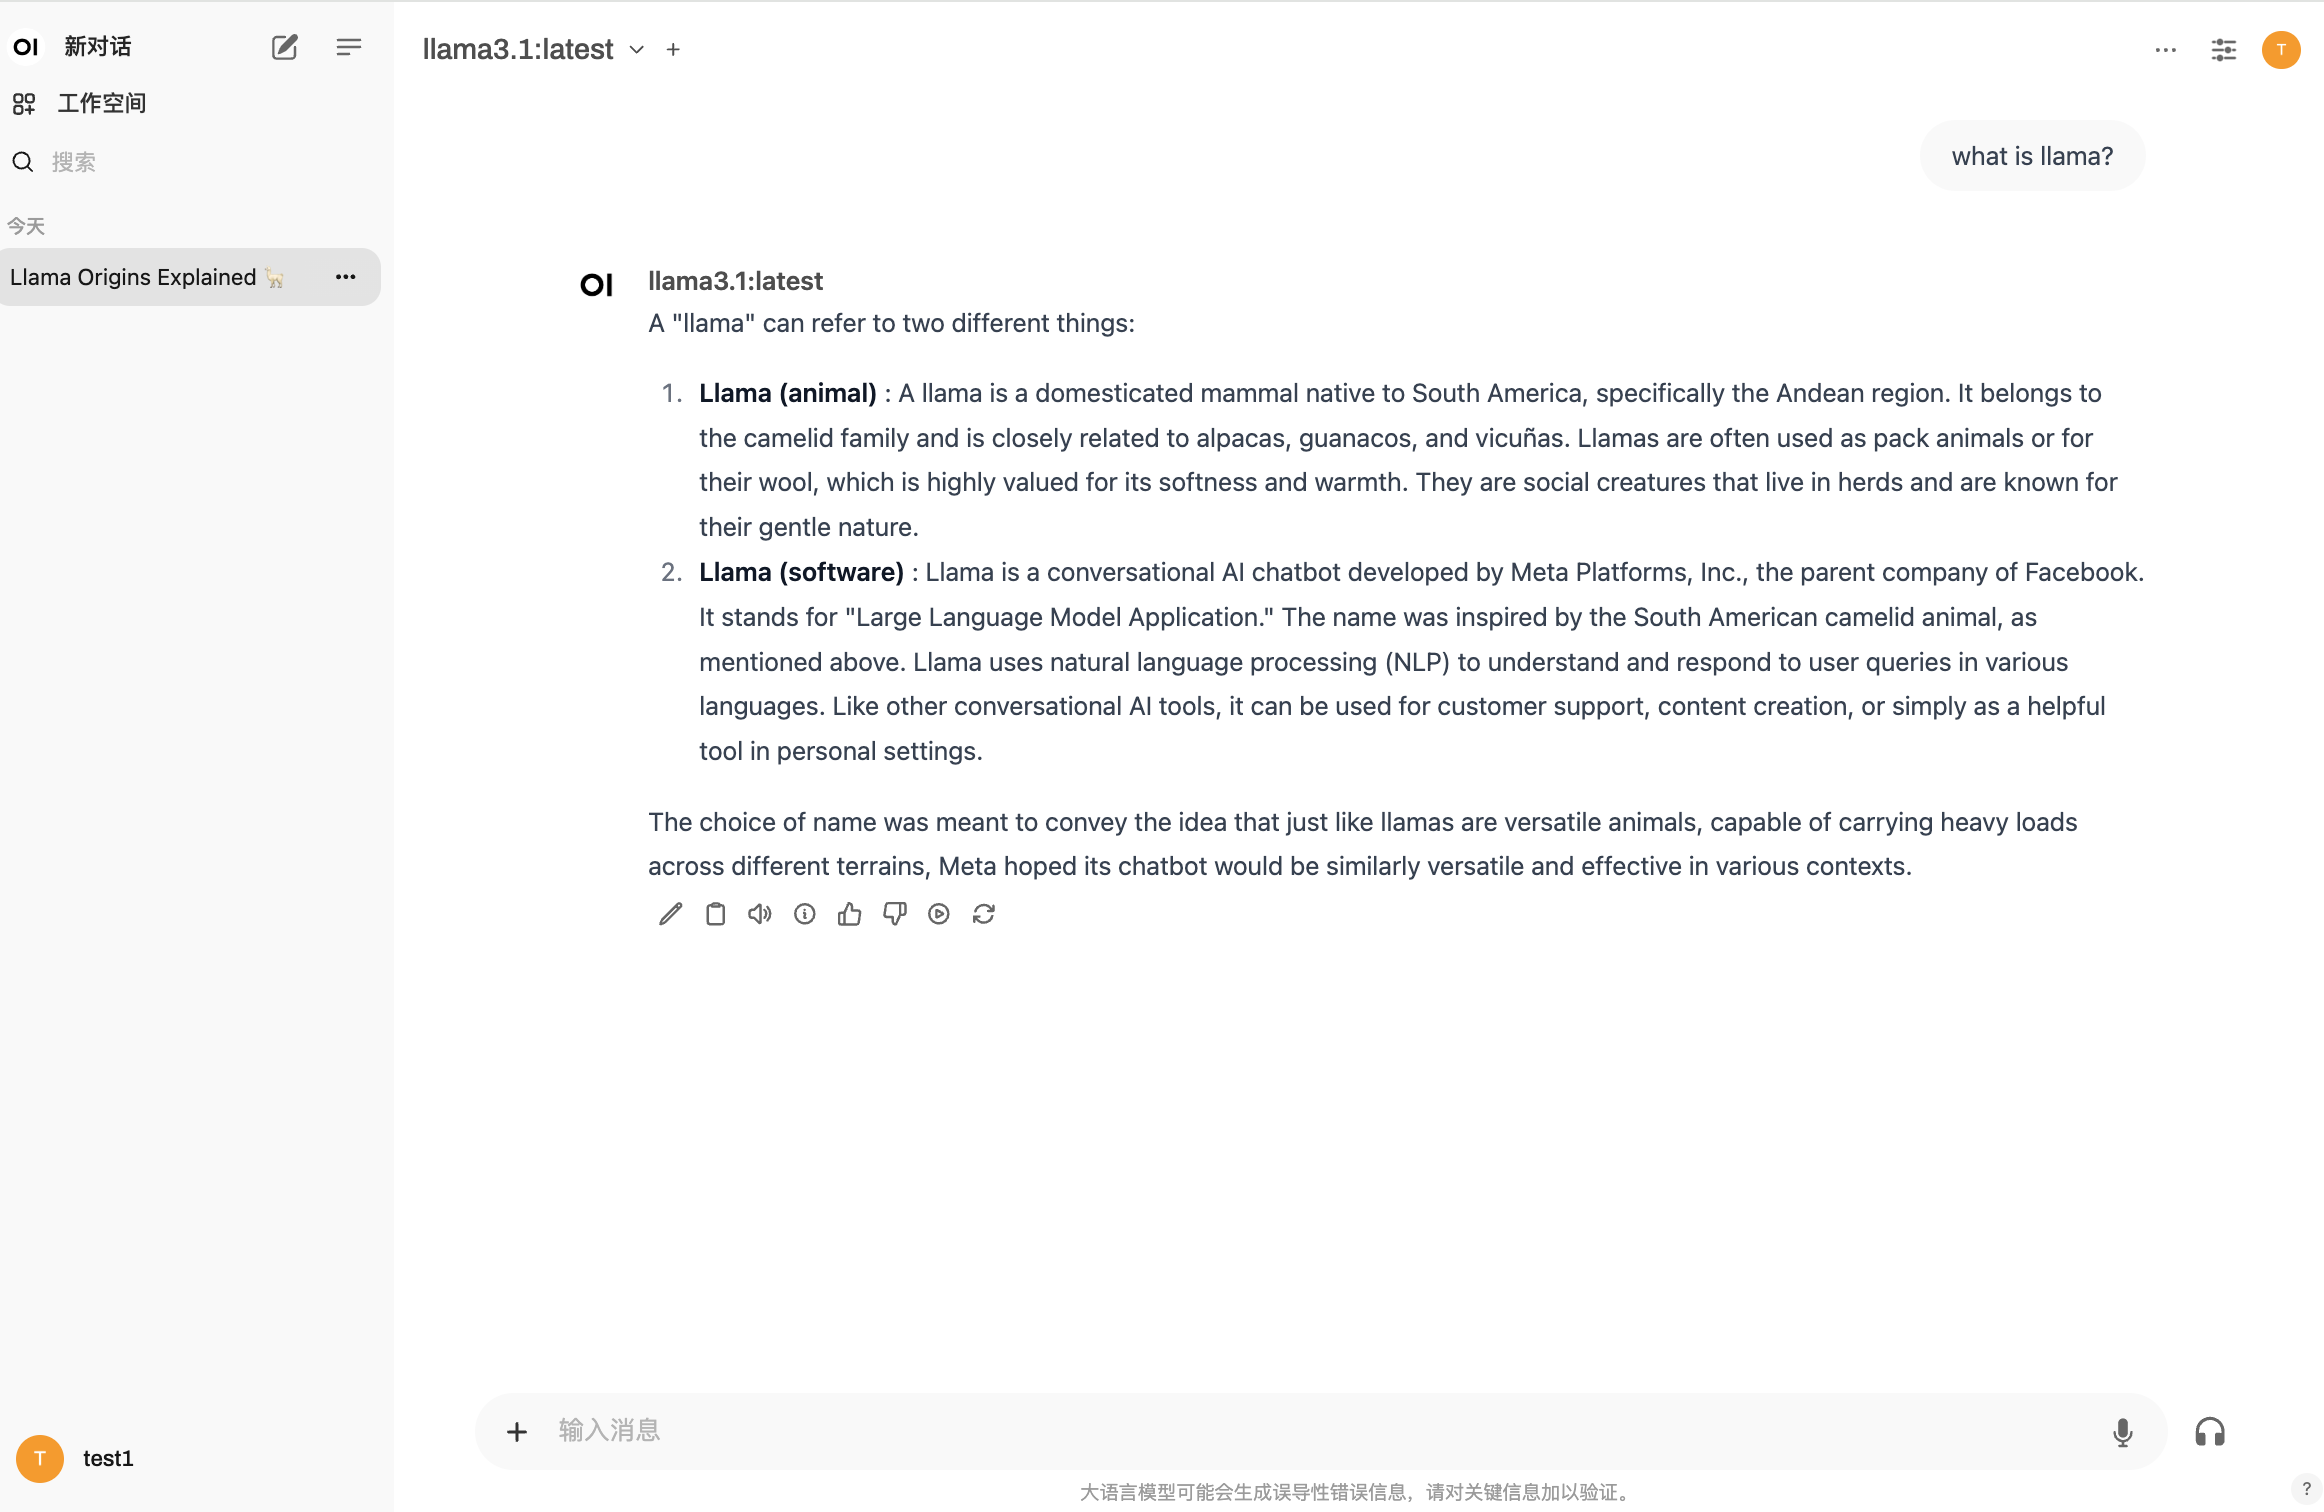 OI 新对话
工作空间
搜索
今天
Llama Origins Explained 🦙
T test1
llama3.1:latest
T
what is llama?
OI llama3.1:latest
A "llama" can refer to two different things:
1. Llama (animal) : A llama is a domesticated mammal native to South America, specifically the Andean region. It belongs to
the camelid family and is closely related to alpacas, guanacos, and vicuñas. Llamas are often used as pack animals or for
their wool, which is highly valued for its softness and warmth. They are social creatures that live in herds and are known for
their gentle nature.
2. Llama (software) : Llama is a conversational AI chatbot developed by Meta Platforms, Inc., the parent company of Facebook.
It stands for "Large Language Model Application." The name was inspired by the South American camelid animal, as
mentioned above. Llama uses natural language processing (NLP) to understand and respond to user queries in various
languages. Like other conversational AI tools, it can be used for customer support, content creation, or simply as a helpful
tool in personal settings.
The choice of name was meant to convey the idea that just like llamas are versatile animals, capable of carrying heavy loads
across different terrains, Meta hoped its chatbot would be similarly versatile and effective in various contexts.
输入消息
大语言模型可能会生成误导性错误信息，请对关键信息加以验证。
?